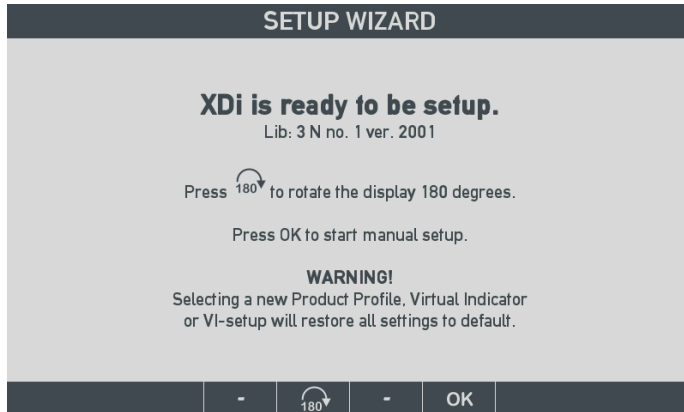 SETUP WIZARD
XDi is ready to be setup.
Lib: 3 N no. 1 ver. 2001
Press 180 to rotate the display 180 degrees.
Press OK to start manual setup.
WARNING!
Selecting a new Product Profile, Virtual Indicator
or VI-setup will restore all settings to default.
- 180 - OK